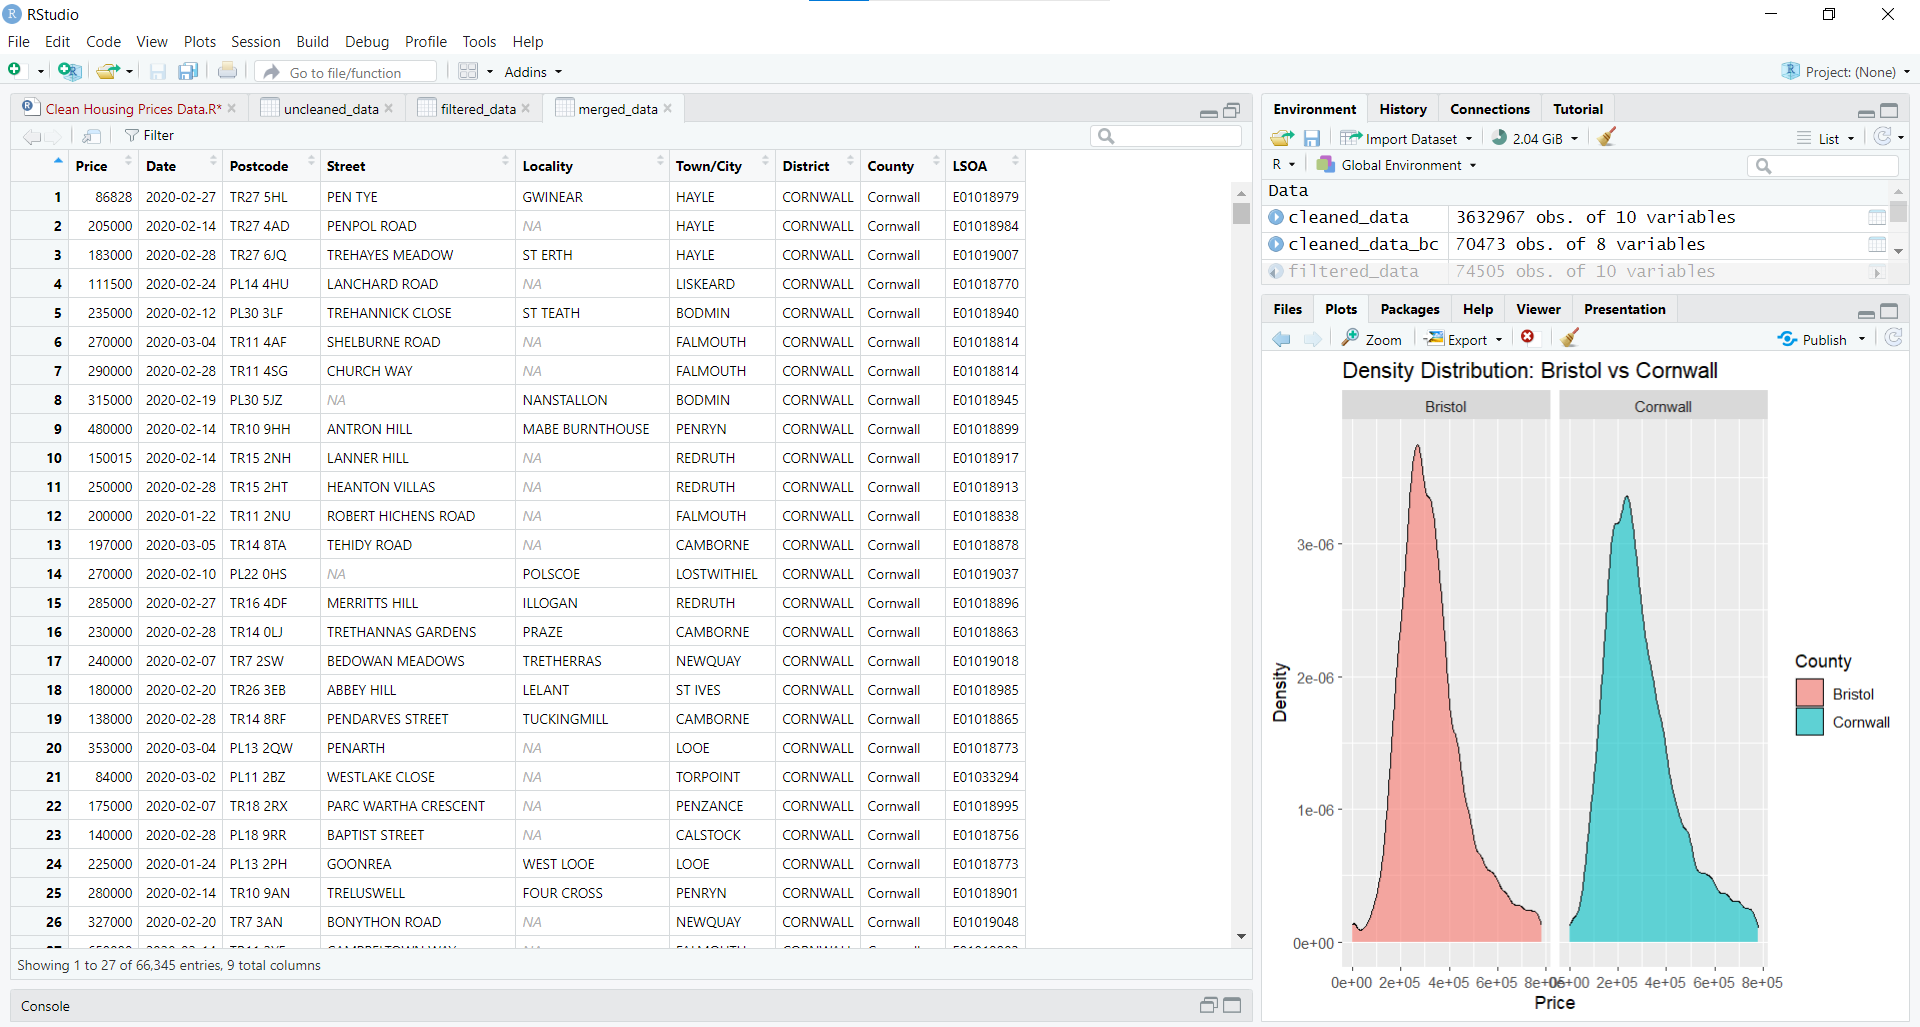 RStudio
File Edit Code View Plots Session Build Debug Profile Tools Help
Go to file/function Addins Project: (None)
Clean Housing Prices Data.R* uncleaned_data filtered_data merged_data
Filter
Price Date Postcode Street Locality Town/City District County LSOA
1 86828 2020-02-27 TR27 5HL PEN TYE GWINEAR HAYLE CORNWALL Cornwall E01018979
2 205000 2020-02-14 TR27 4AD PENPOL ROAD NA HAYLE CORNWALL Cornwall E01018984
3 183000 2020-02-28 TR27 6JQ TREHAYES MEADOW ST ERTH HAYLE CORNWALL Cornwall E01019007
4 111500 2020-02-24 PL14 4HU LANCHARD ROAD NA LISKEARD CORNWALL Cornwall E01018770
5 235000 2020-02-12 PL30 3LF TREHANNICK CLOSE ST TEATH BODMIN CORNWALL Cornwall E01018940
6 270000 2020-03-04 TR11 4AF SHELBURNE ROAD NA FALMOUTH CORNWALL Cornwall E01018814
7 290000 2020-02-28 TR11 4SG CHURCH WAY NA FALMOUTH CORNWALL Cornwall E01018814
8 315000 2020-02-19 PL30 5JZ NA NANSTALLON BODMIN CORNWALL Cornwall E01018945
9 480000 2020-02-14 TR10 9HH ANTRON HILL MABE BURNTHOUSE PENRYN CORNWALL Cornwall E01018899
10 150015 2020-02-14 TR15 2NH LANNER HILL NA REDRUTH CORNWALL Cornwall E01018917
11 250000 2020-02-28 TR15 2HT HEANTON VILLAS NA REDRUTH CORNWALL Cornwall E01018913
12 200000 2020-01-22 TR11 2NU ROBERT HICHENS ROAD NA FALMOUTH CORNWALL Cornwall E01018838
13 197000 2020-03-05 TR14 8TA TEHIDY ROAD NA CAMBORNE CORNWALL Cornwall E01018878
14 270000 2020-02-10 PL22 0HS NA POLSCOE LOSTWITHIEL CORNWALL Cornwall E01019037
15 285000 2020-02-27 TR16 4DF MERRITTS HILL ILLOGAN REDRUTH CORNWALL Cornwall E01018896
16 230000 2020-02-28 TR14 0LJ TRETHANNAS GARDENS PRAZE CAMBORNE CORNWALL Cornwall E01018863
17 240000 2020-02-07 TR7 2SW BEDOWAN MEADOWS TRETHERRAS NEWQUAY CORNWALL Cornwall E01019018
18 180000 2020-02-20 TR26 3EB ABBEY HILL LELANT ST IVES CORNWALL Cornwall E01018985
19 138000 2020-02-28 TR14 8RF PENDARVES STREET TUCKINGMILL CAMBORNE CORNWALL Cornwall E01018865
20 353000 2020-03-04 PL13 2QW PENARTH NA LOOE CORNWALL Cornwall E01018773
21 84000 2020-03-02 PL11 2BZ WESTLAKE CLOSE NA TORPOINT CORNWALL Cornwall E01033294
22 175000 2020-02-07 TR18 2RX PARC WARTHA CRESCENT NA PENZANCE CORNWALL Cornwall E01018995
23 140000 2020-02-28 PL18 9RR BAPTIST STREET NA CALSTOCK CORNWALL Cornwall E01018756
24 225000 2020-01-24 PL13 2PH GOONREA WEST LOOE LOOE CORNWALL Cornwall E01018773
25 280000 2020-02-14 TR10 9AN TRELUSWELL FOUR CROSS PENRYN CORNWALL Cornwall E01018901
26 327000 2020-02-20 TR7 3AN BONYTHON ROAD NA NEWQUAY CORNWALL Cornwall E01019048
Showing 1 to 27 of 66,345 entries, 9 total columns
Console
Environment History Connections Tutorial
Import Dataset 2.04 GiB List
R Global Environment
Data
cleaned_data 3632967 obs. of 10 variables
cleaned_data_bc 70473 obs. of 8 variables
filtered_data 74505 obs. of 10 variables
Files Plots Packages Help Viewer Presentation
Zoom Export Publish
Density Distribution: Bristol vs Cornwall
Bristol Cornwall
3e-06
2e-06
1e-06
0e+00
Density
0e+00 2e+05 4e+05 6e+05 8e+05 0e+00 2e+05 4e+05 6e+05 8e+05
Price
County
Bristol
Cornwall